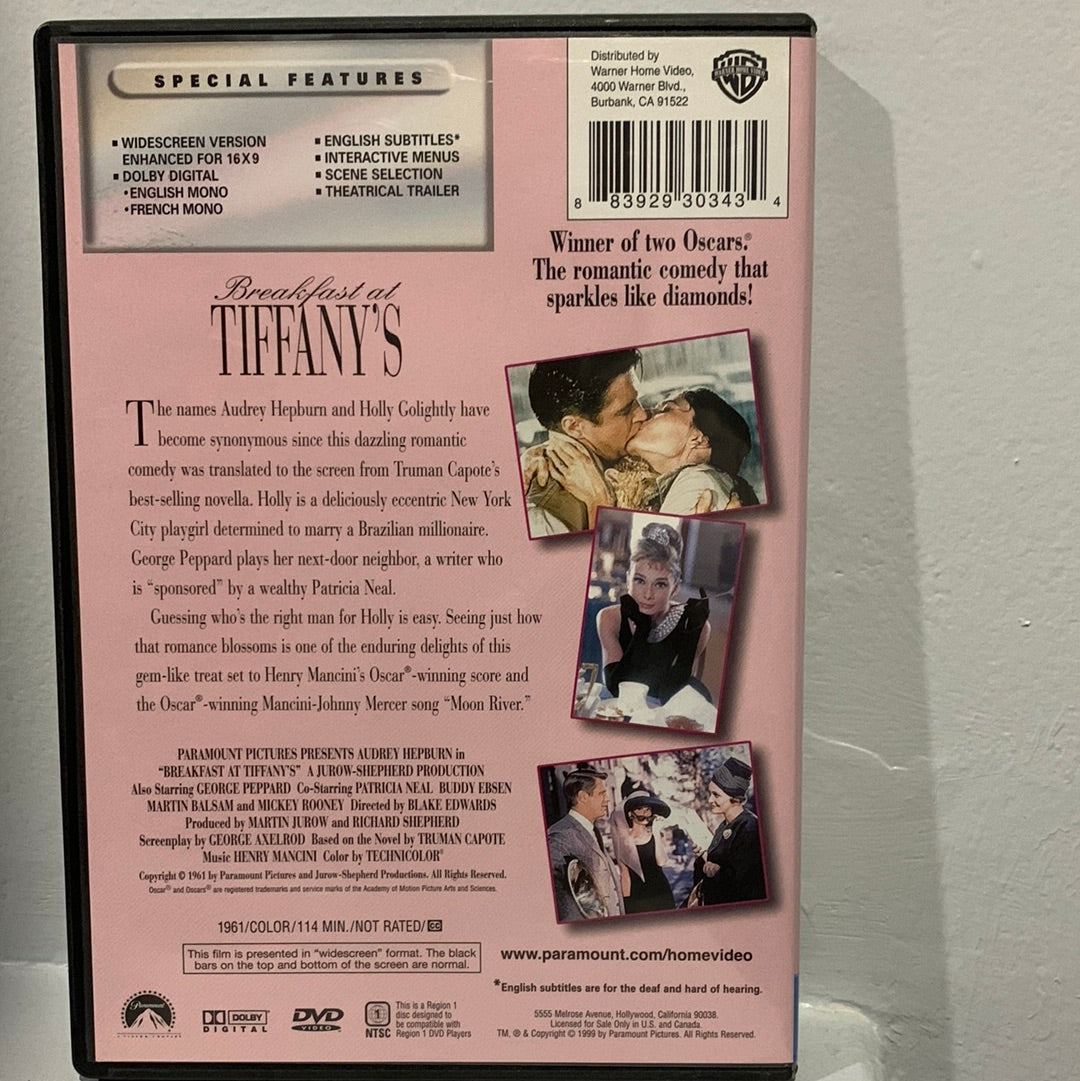 SPECIAL FEATURES
▪ WIDESCREEN VERSION
ENHANCED FOR 16X9
▪ DOLBY DIGITAL
•ENGLISH MONO
•FRENCH MONO
▪ ENGLISH SUBTITLES*
▪ INTERACTIVE MENUS
▪ SCENE SELECTION
▪ THEATRICAL TRAILER
Distributed by
Warner Home Video,
4000 Warner Blvd.,
Burbank, CA 91522
WARNER HOME VIDEO
8 83929 30343 4
Winner of two Oscars.®
The romantic comedy that
sparkles like diamonds!
Breakfast at
TIFFANY'S
The names Audrey Hepburn and Holly Golightly have
become synonymous since this dazzling romantic
comedy was translated to the screen from Truman Capote's
best-selling novella. Holly is a deliciously eccentric New York
City playgirl determined to marry a Brazilian millionaire.
George Peppard plays her next-door neighbor, a writer who
is "sponsored" by a wealthy Patricia Neal.
Guessing who's the right man for Holly is easy. Seeing just how
that romance blossoms is one of the enduring delights of this
gem-like treat set to Henry Mancini's Oscar®-winning score and
the Oscar®-winning Mancini-Johnny Mercer song "Moon River."
PARAMOUNT PICTURES PRESENTS AUDREY HEPBURN in
"BREAKFAST AT TIFFANY'S" A JUROW-SHEPHERD PRODUCTION
Also Starring GEORGE PEPPARD Co-Starring PATRICIA NEAL BUDDY EBSEN
MARTIN BALSAM and MICKEY ROONEY Directed by BLAKE EDWARDS
Produced by MARTIN JUROW and RICHARD SHEPHERD
Screenplay by GEORGE AXELROD Based on the Novel by TRUMAN CAPOTE
Music HENRY MANCINI Color by TECHNICOLOR®
Copyright © 1961 by Paramount Pictures and Jurow-Shepherd Productions. All Rights Reserved.
Oscar® and Oscars® are registered trademarks and service marks of the Academy of Motion Picture Arts and Sciences.
1961/COLOR/114 MIN./NOT RATED/CC
This film is presented in "widescreen" format. The black
bars on the top and bottom of the screen are normal.
www.paramount.com/homevideo
*English subtitles are for the deaf and hard of hearing.
Paramount
DOLBY
DIGITAL
DVD
VIDEO
1
NTSC
This is a Region 1
disc designed to
be compatible with
Region 1 DVD Players
5555 Melrose Avenue, Hollywood, California 90038.
Licensed for Sale Only in U.S. and Canada.
TM, ® & Copyright © 1999 by Paramount Pictures. All Rights Reserved.